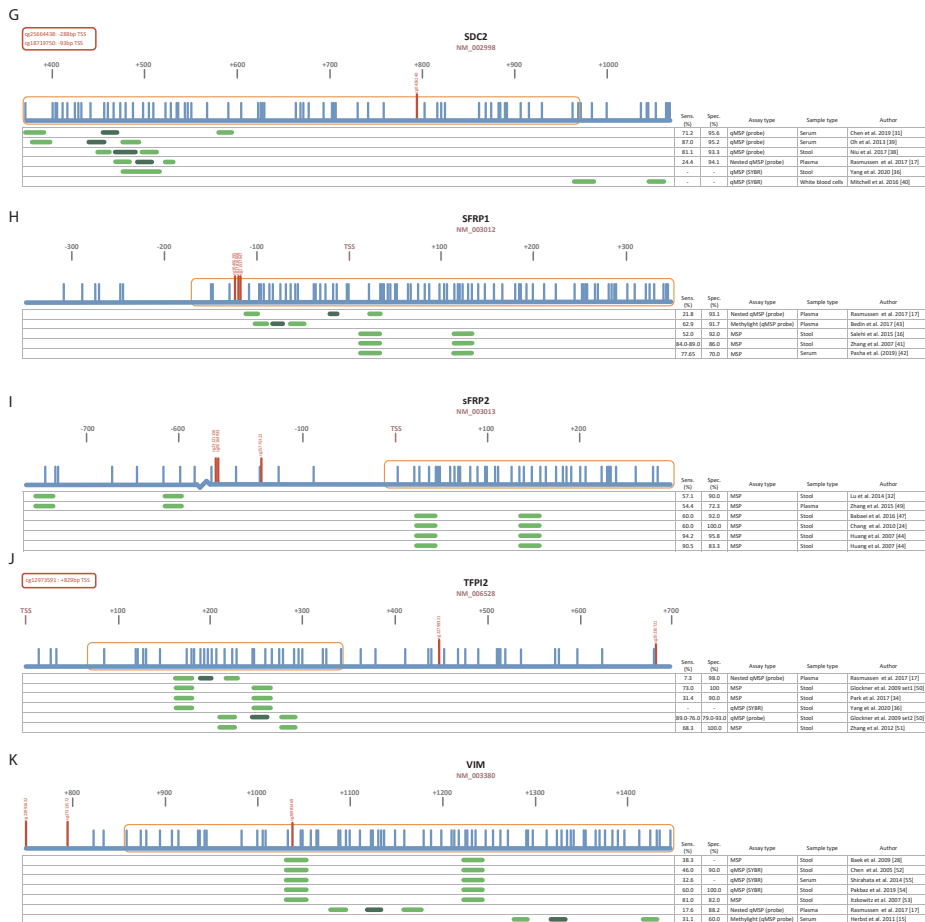 G
cg25664438: -288bp TSS
cg18719750: -93bp TSS
SDC2
NM_002998
+400 +500 +600 +700 +800 +900 +1000
Sens. (%) Spec. (%) Assay type Sample type Author
71.2 95.6 qMSP (probe) Serum Chen et al. 2019 [31]
87.0 95.2 qMSP (probe) Serum Oh et al. 2013 [39]
81.1 93.3 qMSP (probe) Stool Niu et al. 2017 [38]
24.4 94.1 Nested qMSP (probe) Plasma Rasmussen et al. 2017 [17]
- - qMSP (SYBR) Stool Yang et al. 2020 [36]
- - qMSP (SYBR) White blood cells Mitchell et al. 2016 [40]
H
SFRP1
NM_003012
-300 -200 -100 TSS +100 +200 +300
Sens. (%) Spec. (%) Assay type Sample type Author
21.8 93.1 Nested qMSP (probe) Plasma Rasmussen et al. 2017 [17]
62.9 91.7 Methylight (qMSP probe) Plasma Bedin et al. 2017 [43]
52.0 92.0 MSP Stool Salehi et al. 2015 [16]
84.0-89.0 86.0 MSP Stool Zhang et al. 2007 [41]
77.65 70.0 MSP Serum Pasha et al. (2019) [42]
I
sFRP2
NM_003013
-700 -600 -100 TSS +100 +200
Sens. (%) Spec. (%) Assay type Sample type Author
57.1 90.0 MSP Stool Lu et al. 2014 [32]
54.4 72.3 MSP Plasma Zhang et al. 2015 [49]
60.0 92.0 MSP Stool Babaei et al. 2016 [47]
60.0 100.0 MSP Stool Chang et al. 2010 [24]
94.2 95.8 MSP Stool Huang et al. 2007 [44]
90.5 83.3 MSP Stool Huang et al. 2007 [44]
J
cg12973591: +829bp TSS
TFPI2
NM_006528
TSS +100 +200 +400 +500 +600 +700
Sens. (%) Spec. (%) Assay type Sample type Author
7.3 98.0 Nested qMSP (probe) Plasma Rasmussen et al. 2017 [17]
73.0 100 MSP Stool Glockner et al. 2009 set1 [50]
31.4 90.0 MSP Stool Park et al. 2017 [34]
- - qMSP (SYBR) Stool Yang et al. 2020 [36]
89.0-76.0 79.0-93.0 qMSP (probe) Stool Glockner et al. 2009 set2 [50]
68.3 100.0 MSP Stool Zhang et al. 2012 [51]
K
VIM
NM_003380
+800 +900 +1000 +1100 +1200 +1300 +1400
Sens. (%) Spec. (%) Assay type Sample type Author
38.3 - MSP Stool Baek et al. 2009 [28]
46.0 90.0 qMSP (SYBR) Stool Chen et al. 2005 [52]
32.6 - qMSP (SYBR) Serum Shirahata et al. 2014 [55]
60.0 100.0 qMSP (SYBR) Stool Pakbaz et al. 2019 [54]
81.0 82.0 MSP Stool Itzkowitz et al. 2007 [53]
17.6 88.2 Nested qMSP (probe) Plasma Rasmussen et al. 2017 [17]
31.1 60.0 Methylight (qMSP probe) Serum Herbst et al. 2011 [15]